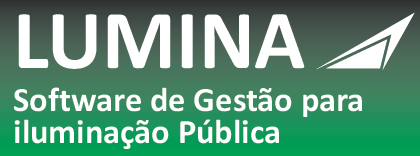 LUMINA
Software de Gestão para
iluminação Pública